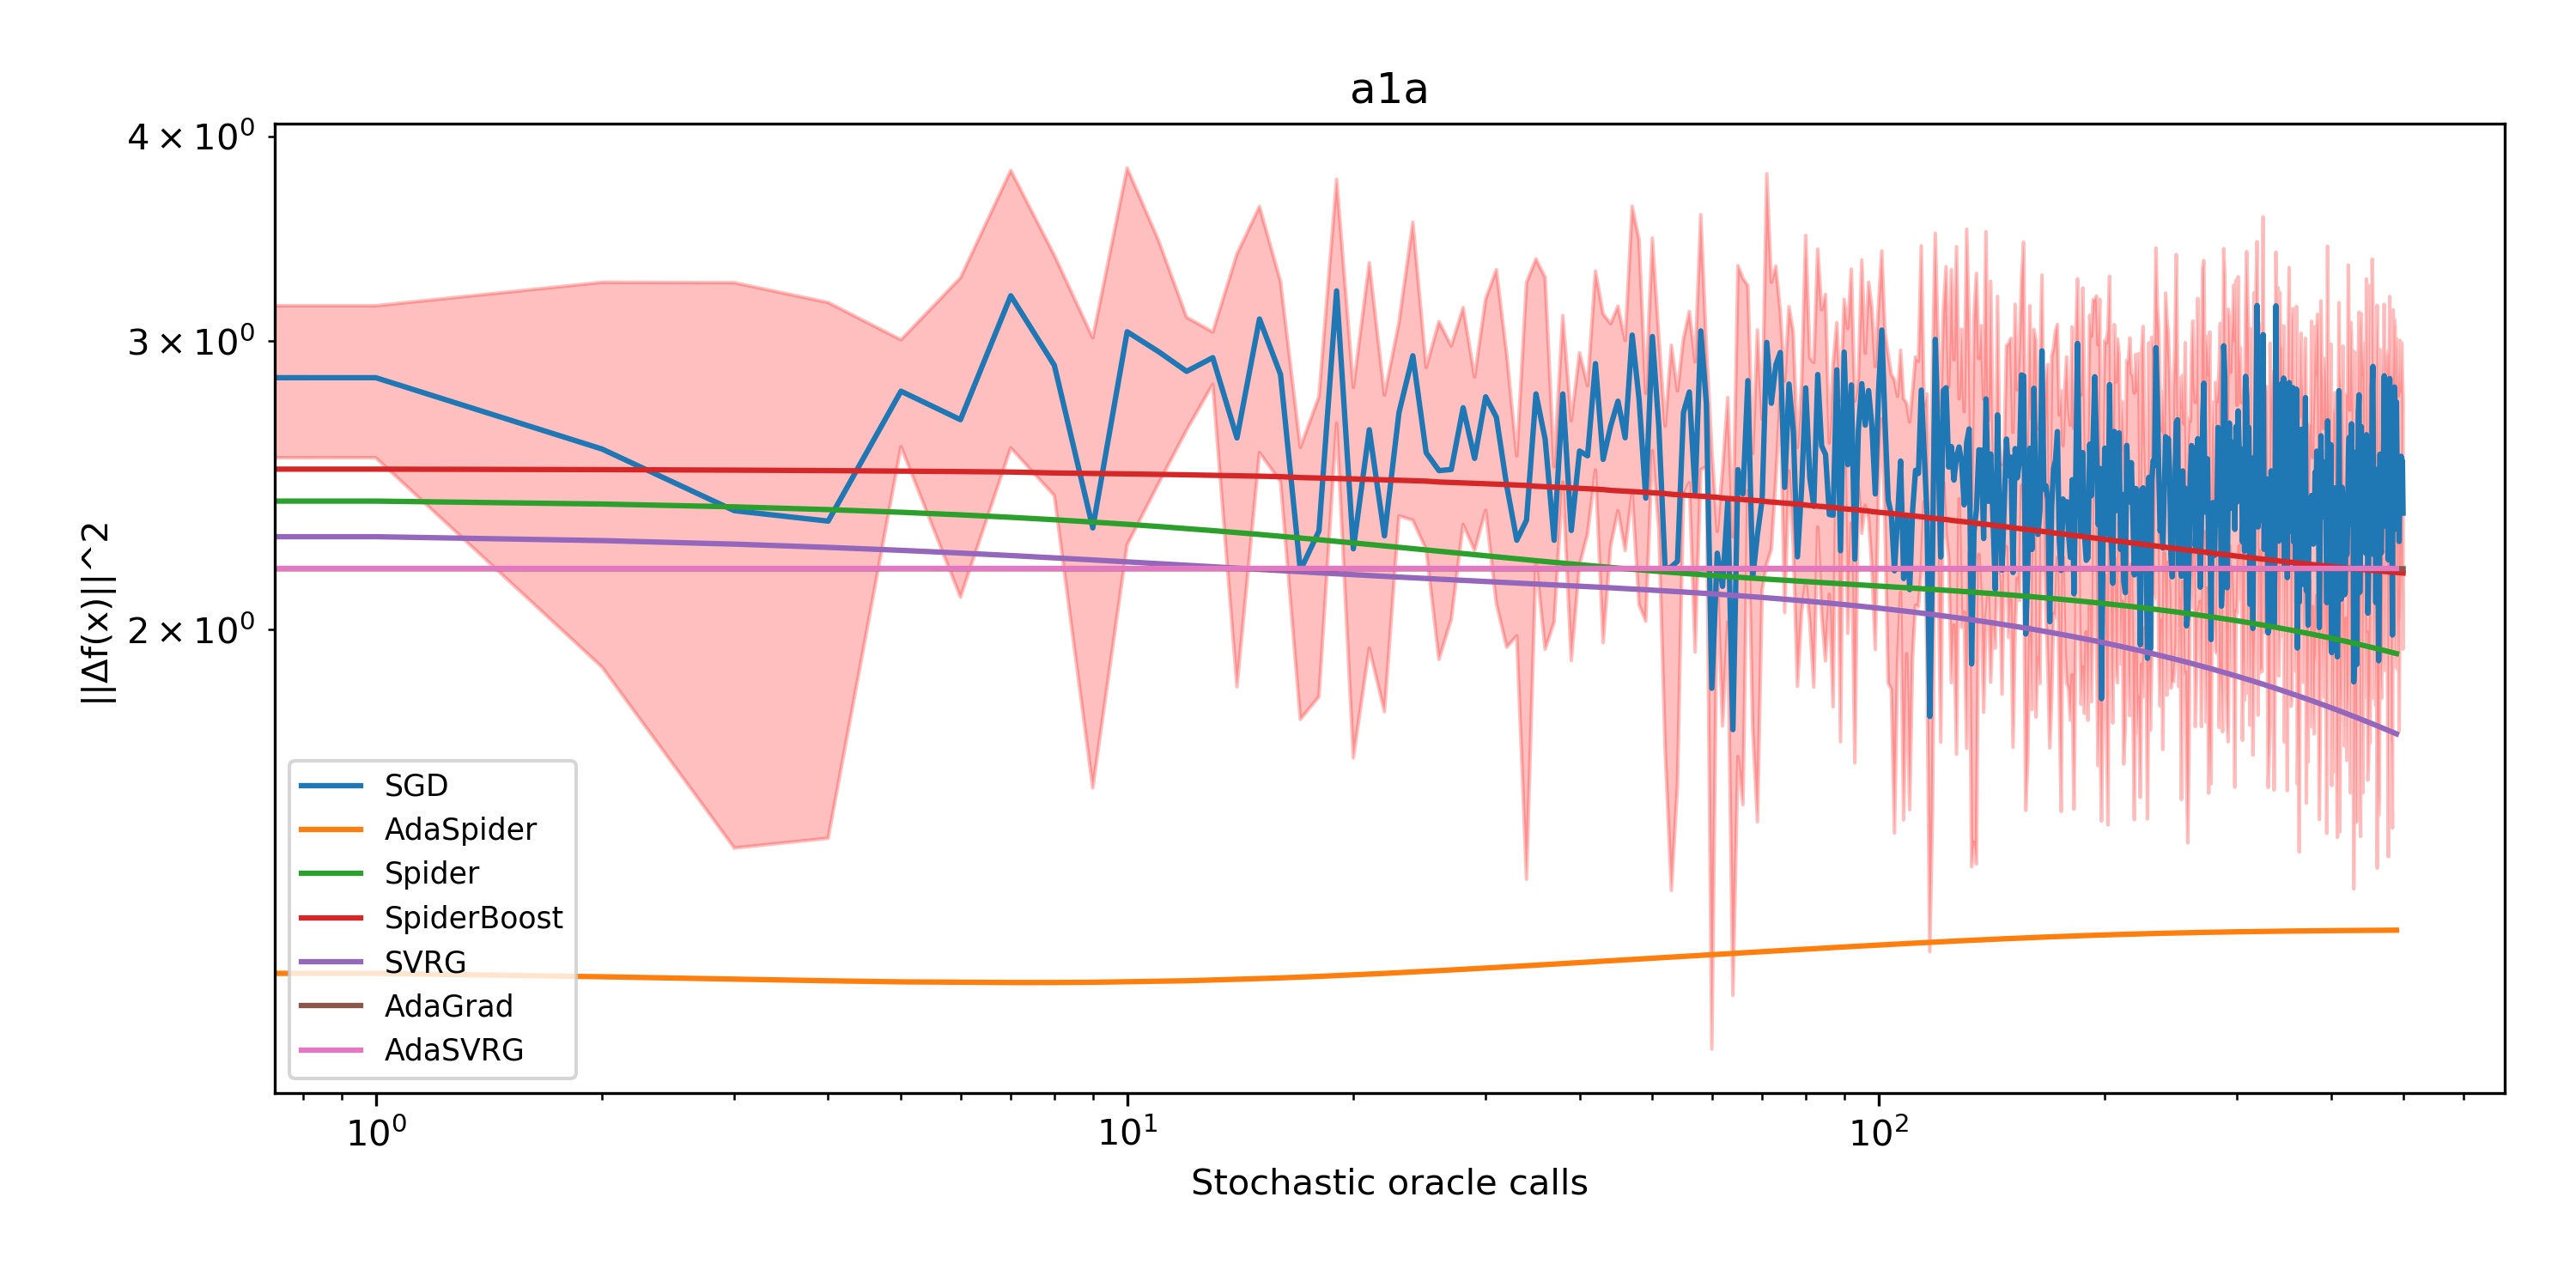 a1a
4 × 10⁰
3 × 10⁰
2 × 10⁰
||Δf(x)||^2
SGD
AdaSpider
Spider
SpiderBoost
SVRG
AdaGrad
AdaSVRG
10⁰ 10¹ 10²
Stochastic oracle calls